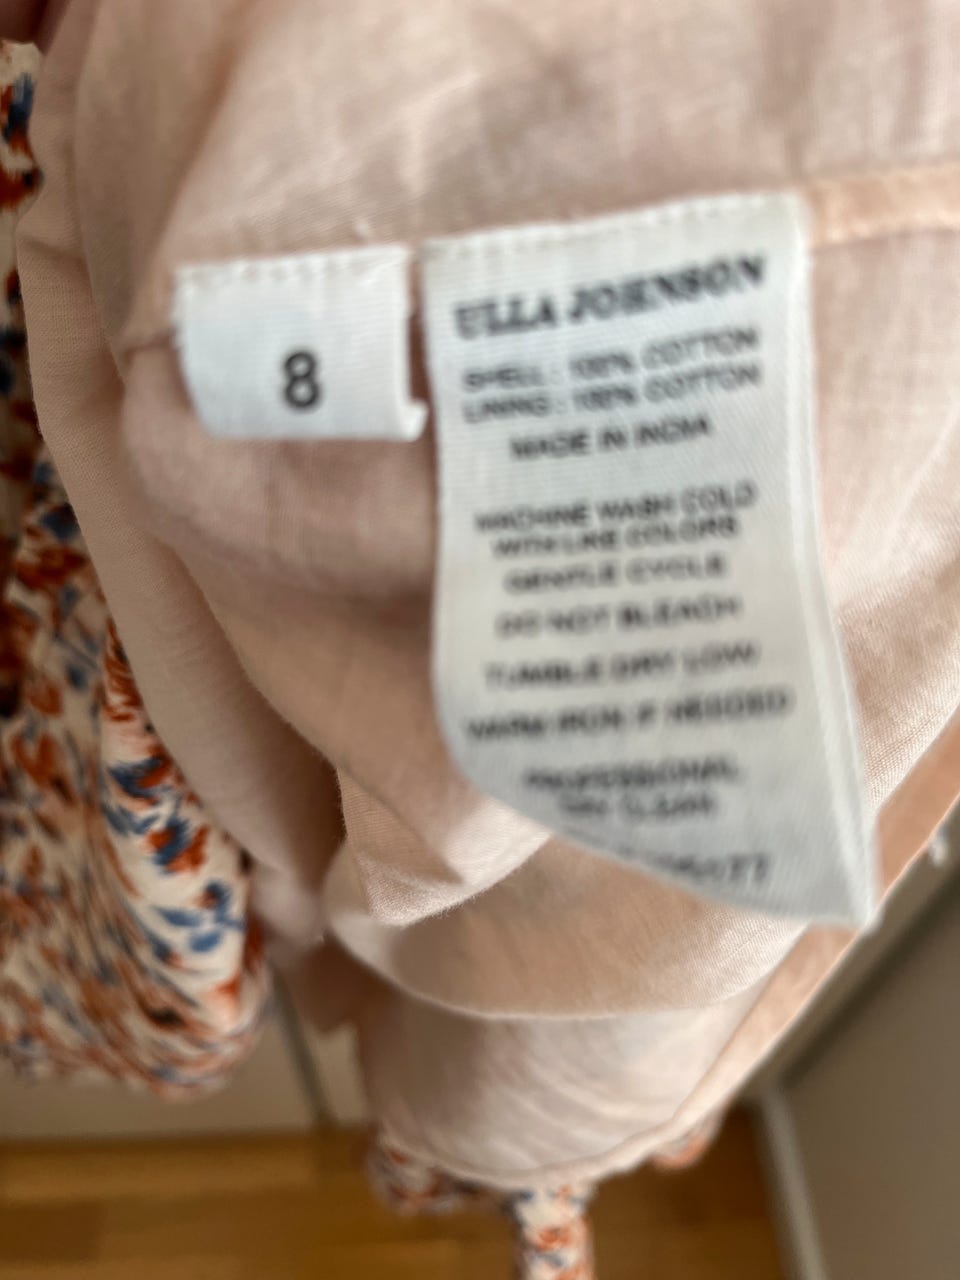 8
ULLA JOHNSON
SHELL : 100% COTTON
LINING : 100% COTTON
MADE IN INDIA
MACHINE WASH COLD
WITH LIKE COLORS
GENTLE CYCLE
DO NOT BLEACH
TUMBLE DRY LOW
WARM IRON IF NEEDED
PROFESSIONAL
DRY CLEAN